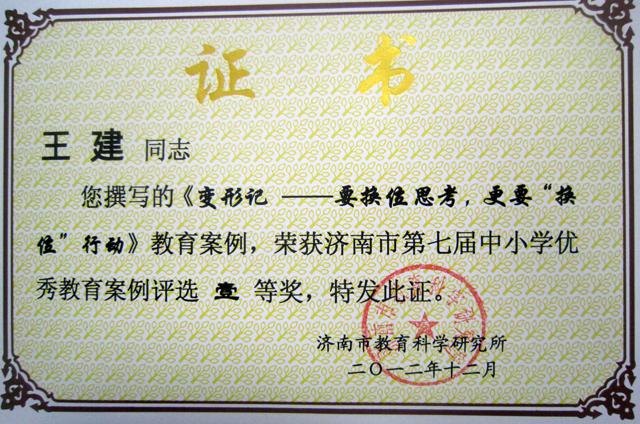 证 书
王 建 同志
您撰写的《变形记 ——要换位思考，更要“换
位”行动》教育案例，荣获济南市第七届中小学优
秀教育案例评选 壹 等奖，特发此证。
济南市教育科学研究所
二〇一二年十二月